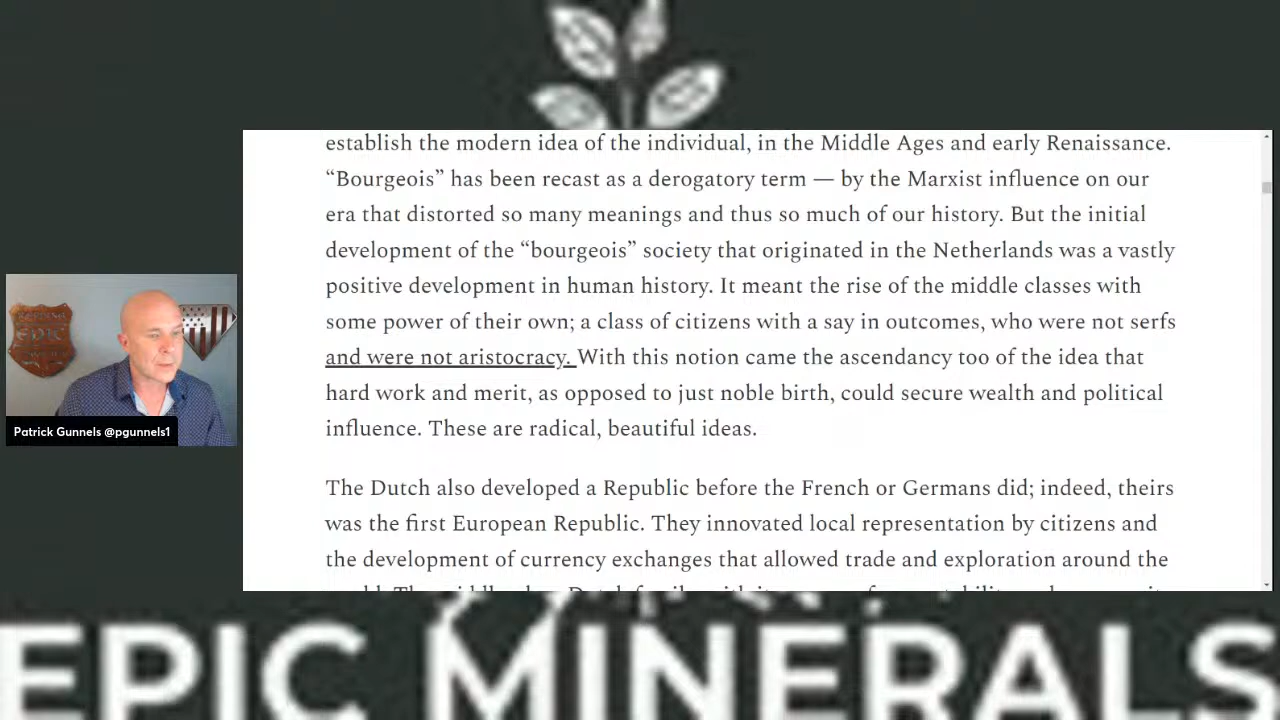 establish the modern idea of the individual, in the Middle Ages and early Renaissance.
“Bourgeois” has been recast as a derogatory term — by the Marxist influence on our
era that distorted so many meanings and thus so much of our history. But the initial
development of the “bourgeois” society that originated in the Netherlands was a vastly
positive development in human history. It meant the rise of the middle classes with
some power of their own; a class of citizens with a say in outcomes, who were not serfs
and were not aristocracy. With this notion came the ascendancy too of the idea that
hard work and merit, as opposed to just noble birth, could secure wealth and political
influence. These are radical, beautiful ideas.
The Dutch also developed a Republic before the French or Germans did; indeed, theirs
was the first European Republic. They innovated local representation by citizens and
the development of currency exchanges that allowed trade and exploration around the
EPIC
Patrick Gunnels @pgunnels1
EPIC MINERALS